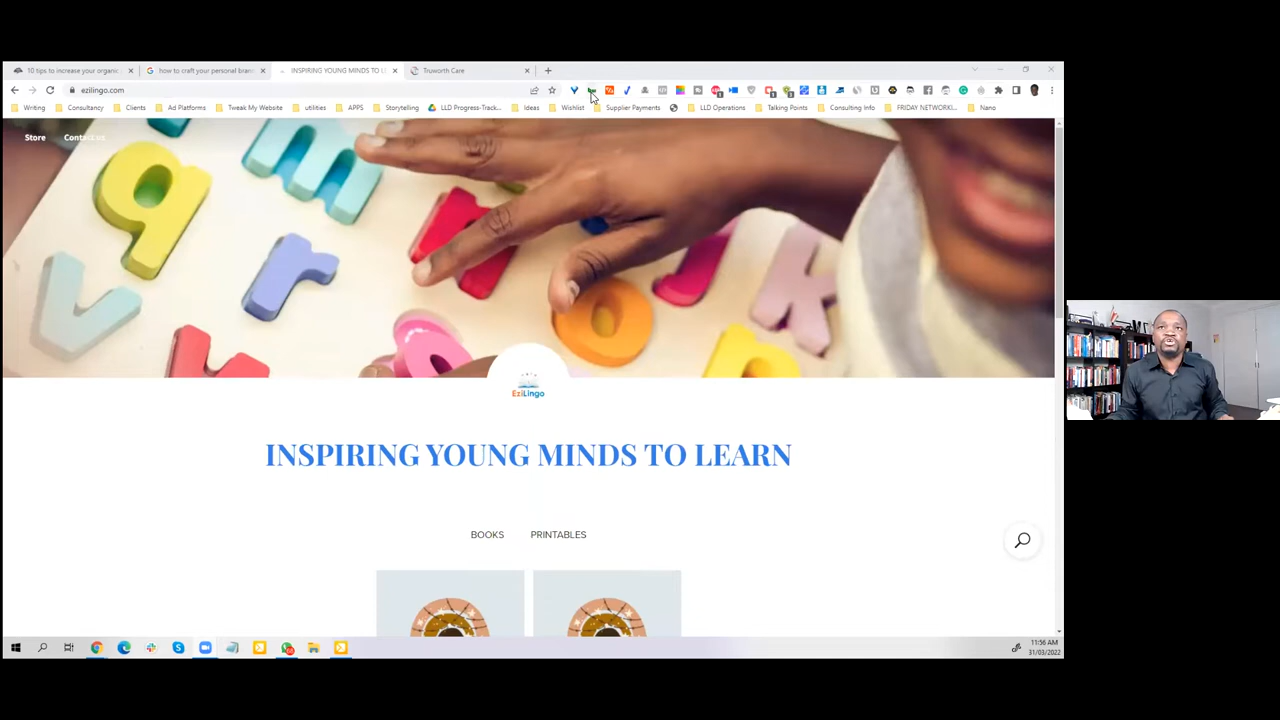 10 tips to increase your organic
how to craft your personal bran
INSPIRING YOUNG MINDS TO L
Truworth Care
ezilingo.com
Writing
Consultancy
Clients
Ad Platforms
Tweak My Website
utilities
APPS
Storytelling
LLD Progress-Track...
Ideas
Wishlist
Supplier Payments
LLD Operations
Talking Points
Consulting Info
FRIDAY NETWORKI...
Nano
Store
Contact us
q m
v r o k
EziLingo
INSPIRING YOUNG MINDS TO LEARN
BOOKS
PRINTABLES
11:56 AM
31/03/2022